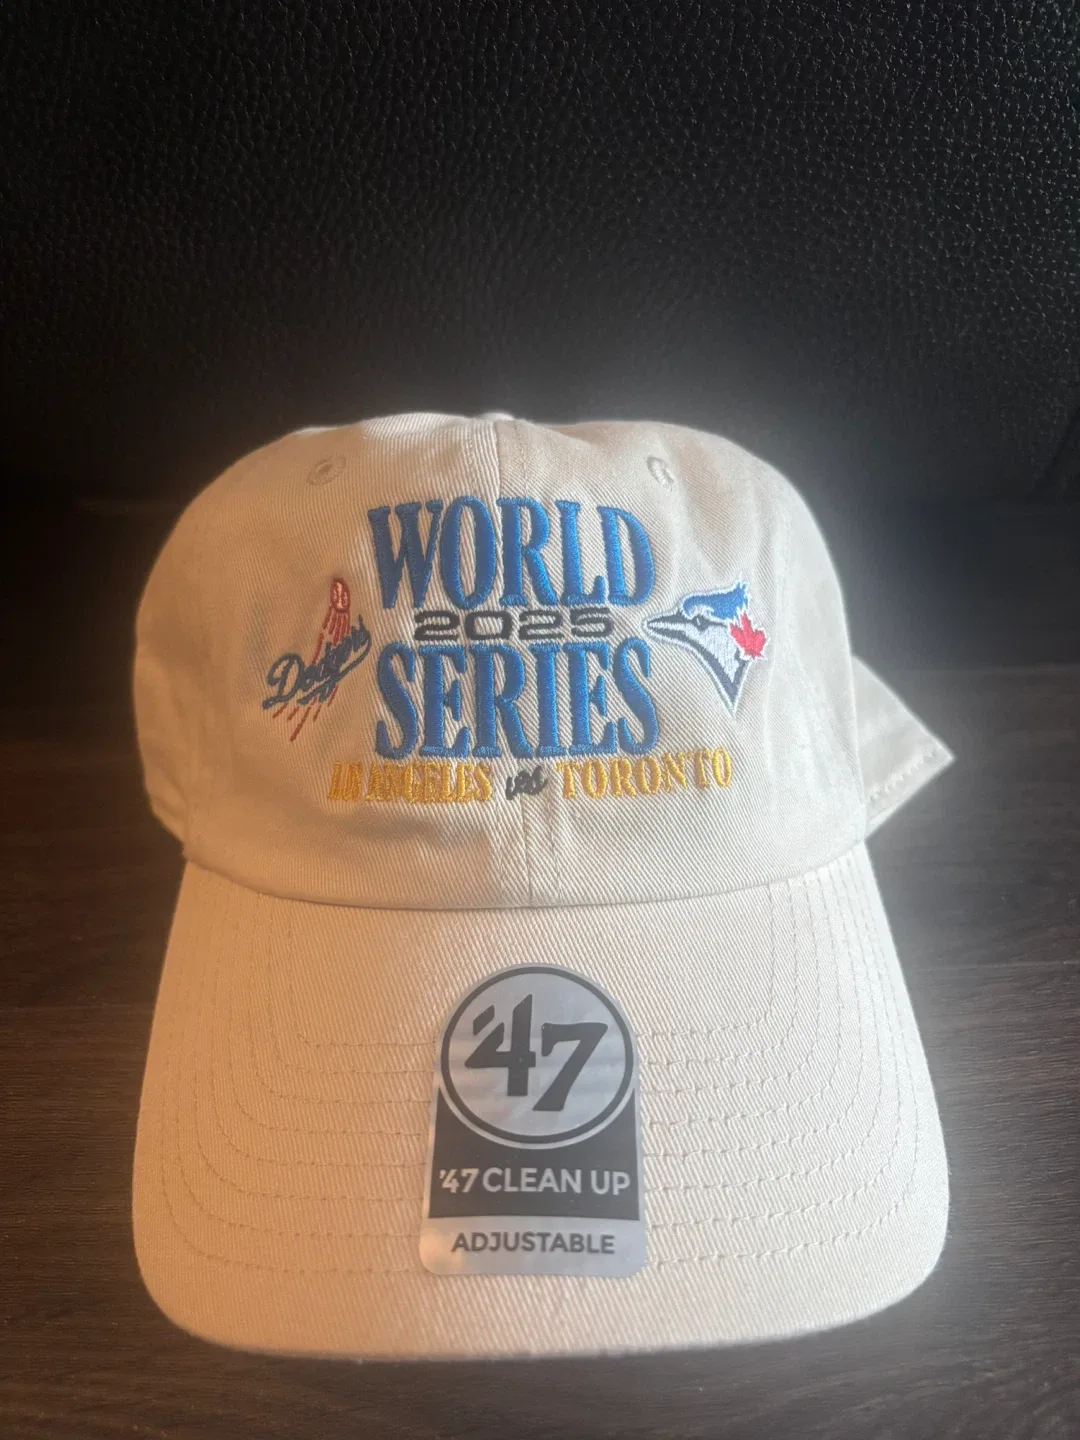 WORLD
2025
SERIES
Dodgers
LOS ANGELES vs TORONTO
'47
'47 CLEAN UP
ADJUSTABLE